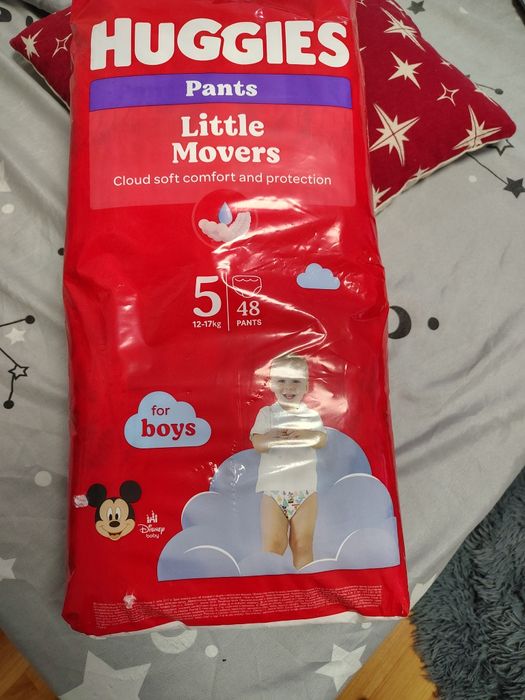 HUGGIES
Pants
Little
Movers
Cloud soft comfort and protection
5
12-17kg
48
PANTS
for
boys
Disney
baby